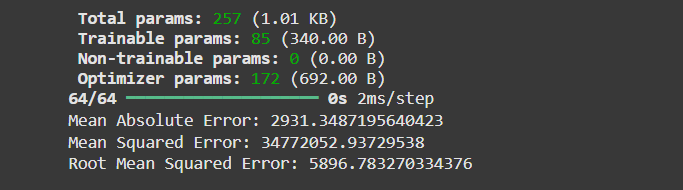 Total params: 257 (1.01 KB)
Trainable params: 85 (340.00 B)
Non-trainable params: 0 (0.00 B)
Optimizer params: 172 (692.00 B)
64/64 ━━━━━━━━━━━━━━━━━━━━ 0s 2ms/step
Mean Absolute Error: 2931.3487195640423
Mean Squared Error: 34772052.93729538
Root Mean Squared Error: 5896.783270334376